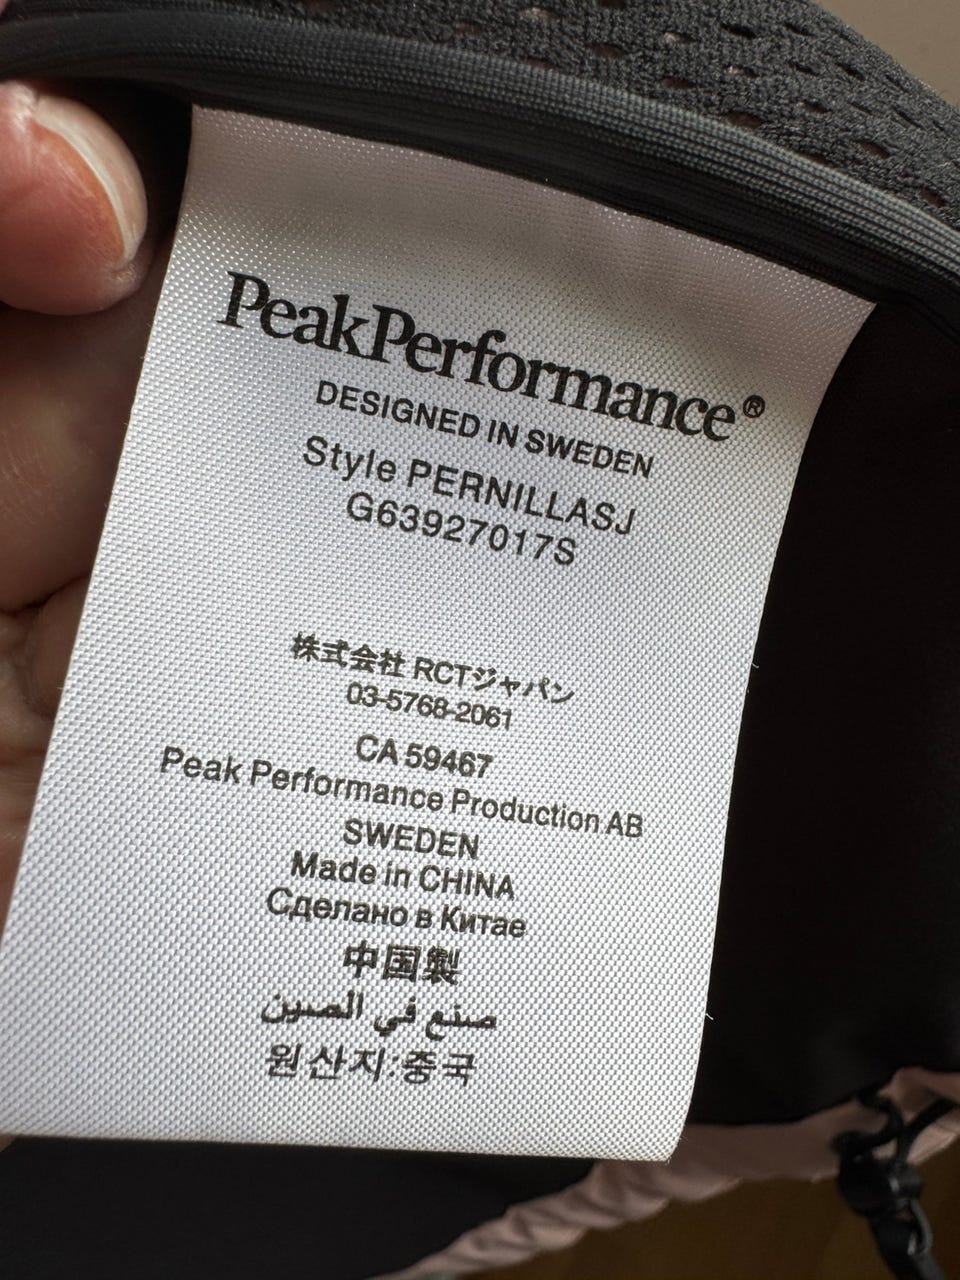 PeakPerformance®
DESIGNED IN SWEDEN
Style PERNILLASJ
G63927017S
株式会社 RCTジャパン
03-5768-2061
CA 59467
Peak Performance Production AB
SWEDEN
Made in CHINA
Сделано в Китае
中国製
صنع في الصين
원산지:중국